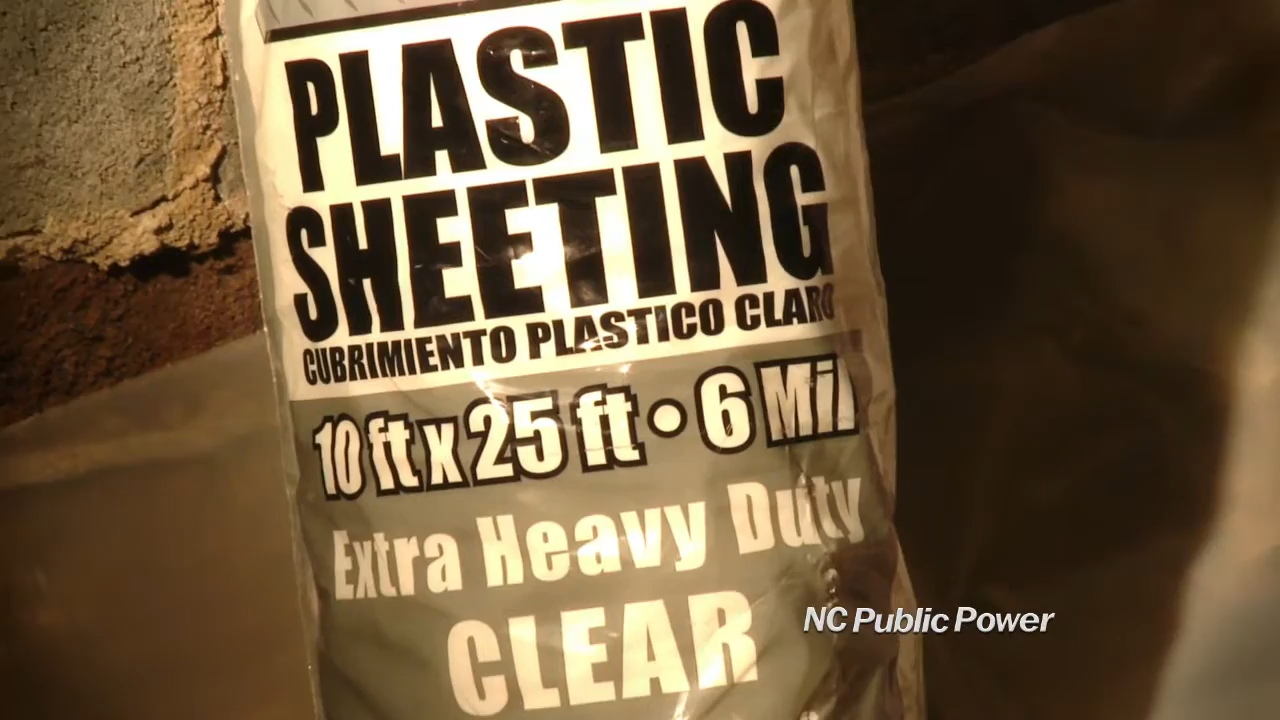 PLASTIC
SHEETING
CUBRIMIENTO PLASTICO CLARO
10 ft x 25 ft • 6 Mil
Extra Heavy Duty
CLEAR
NC Public Power